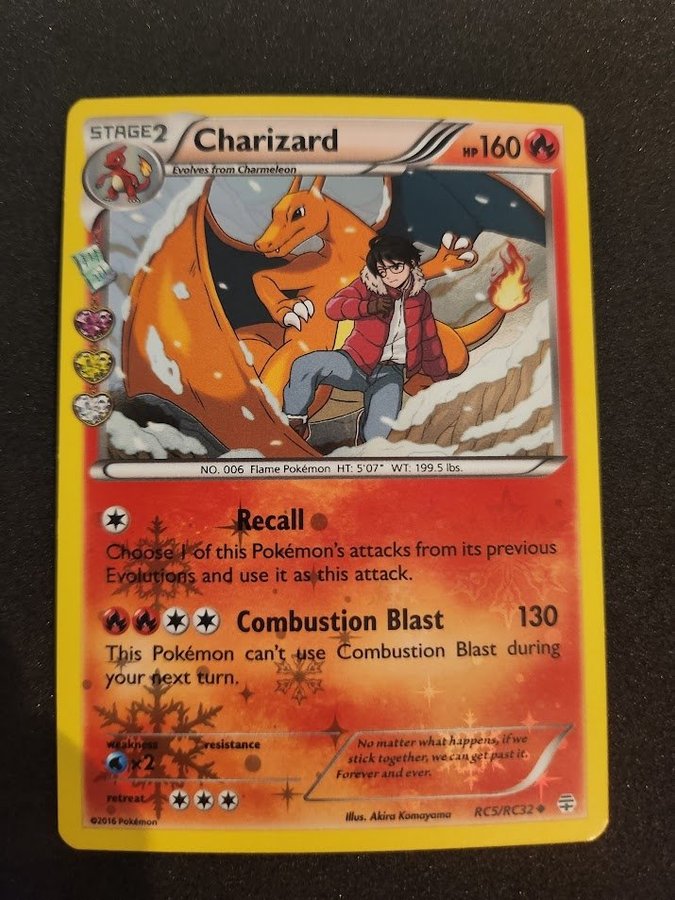 STAGE2 Charizard HP160
Evolves from Charmeleon
NO. 006 Flame Pokémon HT: 5'07" WT: 199.5 lbs.
Recall
Choose 1 of this Pokémon's attacks from its previous
Evolutions and use it as this attack.
Combustion Blast 130
This Pokémon can't use Combustion Blast during
your next turn.
weakness resistance
×2
No matter what happens, if we
stick together, we can get past it.
Forever and ever.
retreat
Illus. Akira Komayama RC5/RC32
©2016 Pokémon